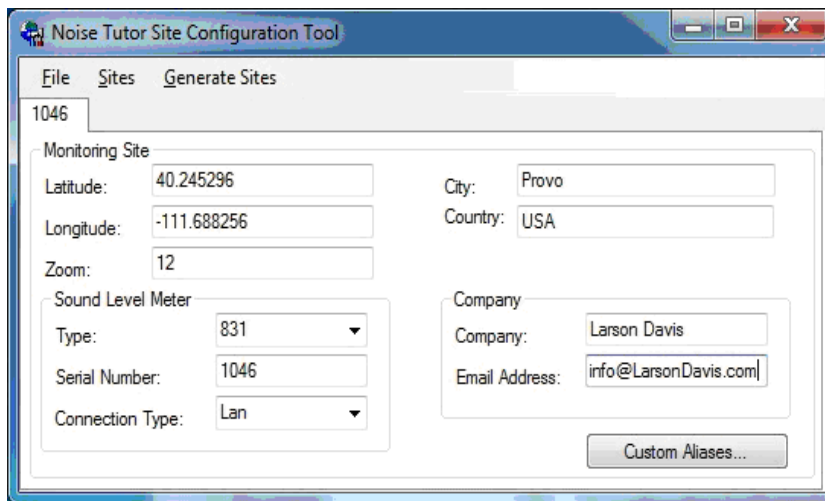 Noise Tutor Site Configuration Tool
File Sites Generate Sites
1046
Monitoring Site
Latitude: 40.245296
City: Provo
Longitude: -111.688256
Country: USA
Zoom: 12
Sound Level Meter
Type: 831
Serial Number: 1046
Connection Type: Lan
Company
Company: Larson Davis
Email Address: info@LarsonDavis.com
Custom Aliases...